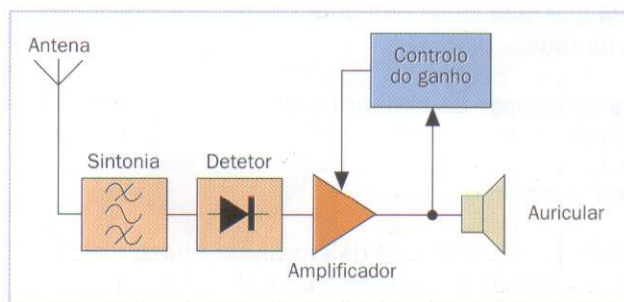 Antena
Controlo
do ganho
Sintonia
Detetor
Auricular
Amplificador